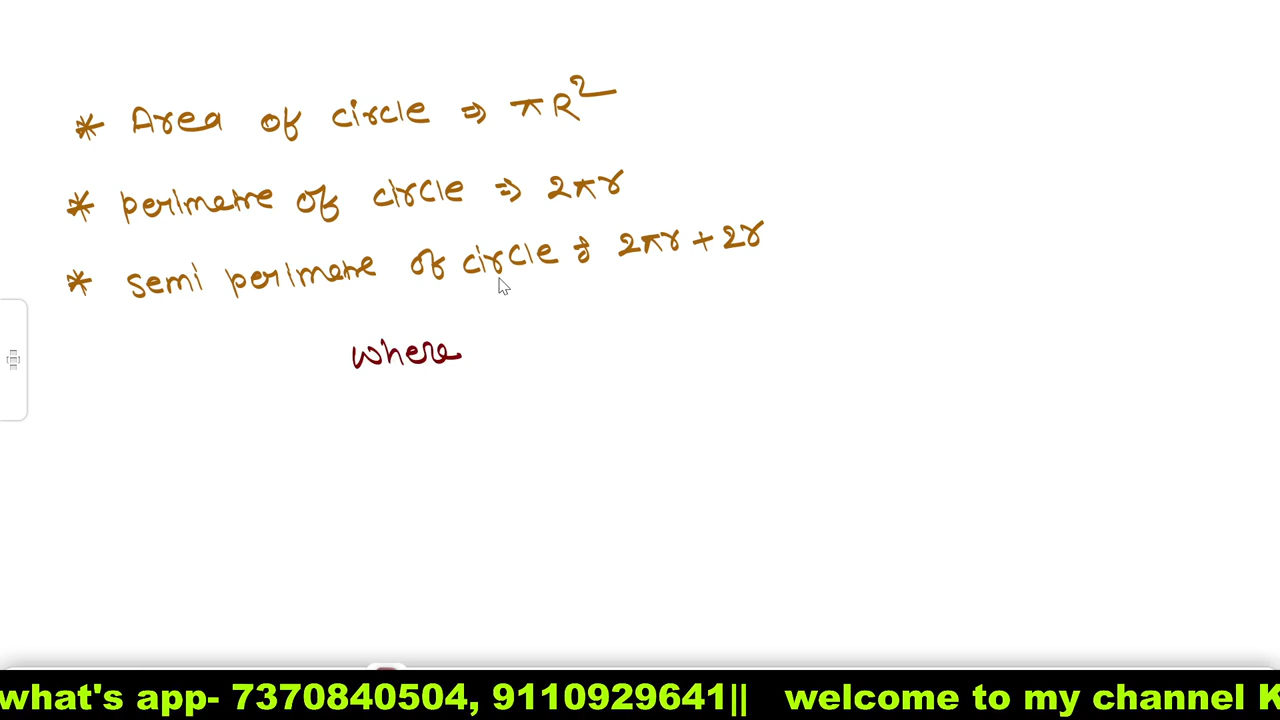 * Area of circle ⇒ πR²
* perimetre of circle ⇒ 2πr
* semi perimetre of circle : 2πr + 2r
where
what's app- 7370840504, 9110929641|| welcome to my channel K